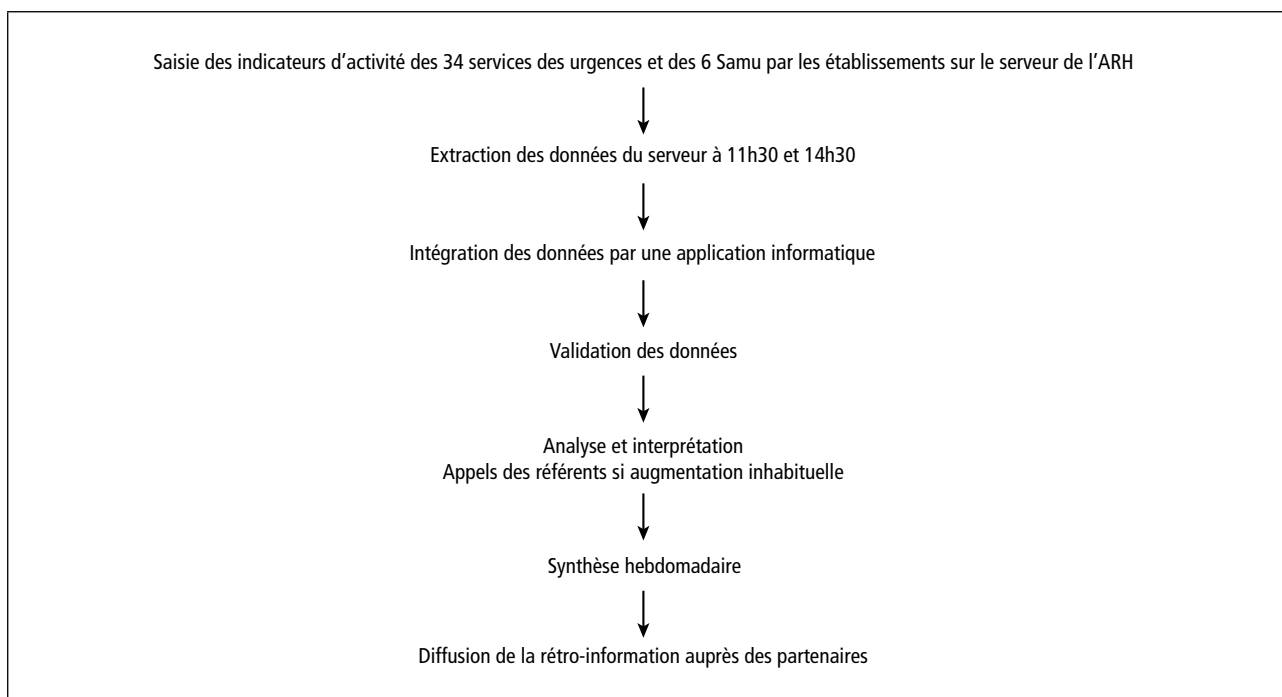 Saisie des indicateurs d’activité des 34 services des urgences et des 6 Samu par les établissements sur le serveur de l’ARH
Extraction des données du serveur à 11h30 et 14h30
Intégration des données par une application informatique
Validation des données
Analyse et interprétation
Appels des référents si augmentation inhabituelle
Synthèse hebdomadaire
Diffusion de la rétro-information auprès des partenaires